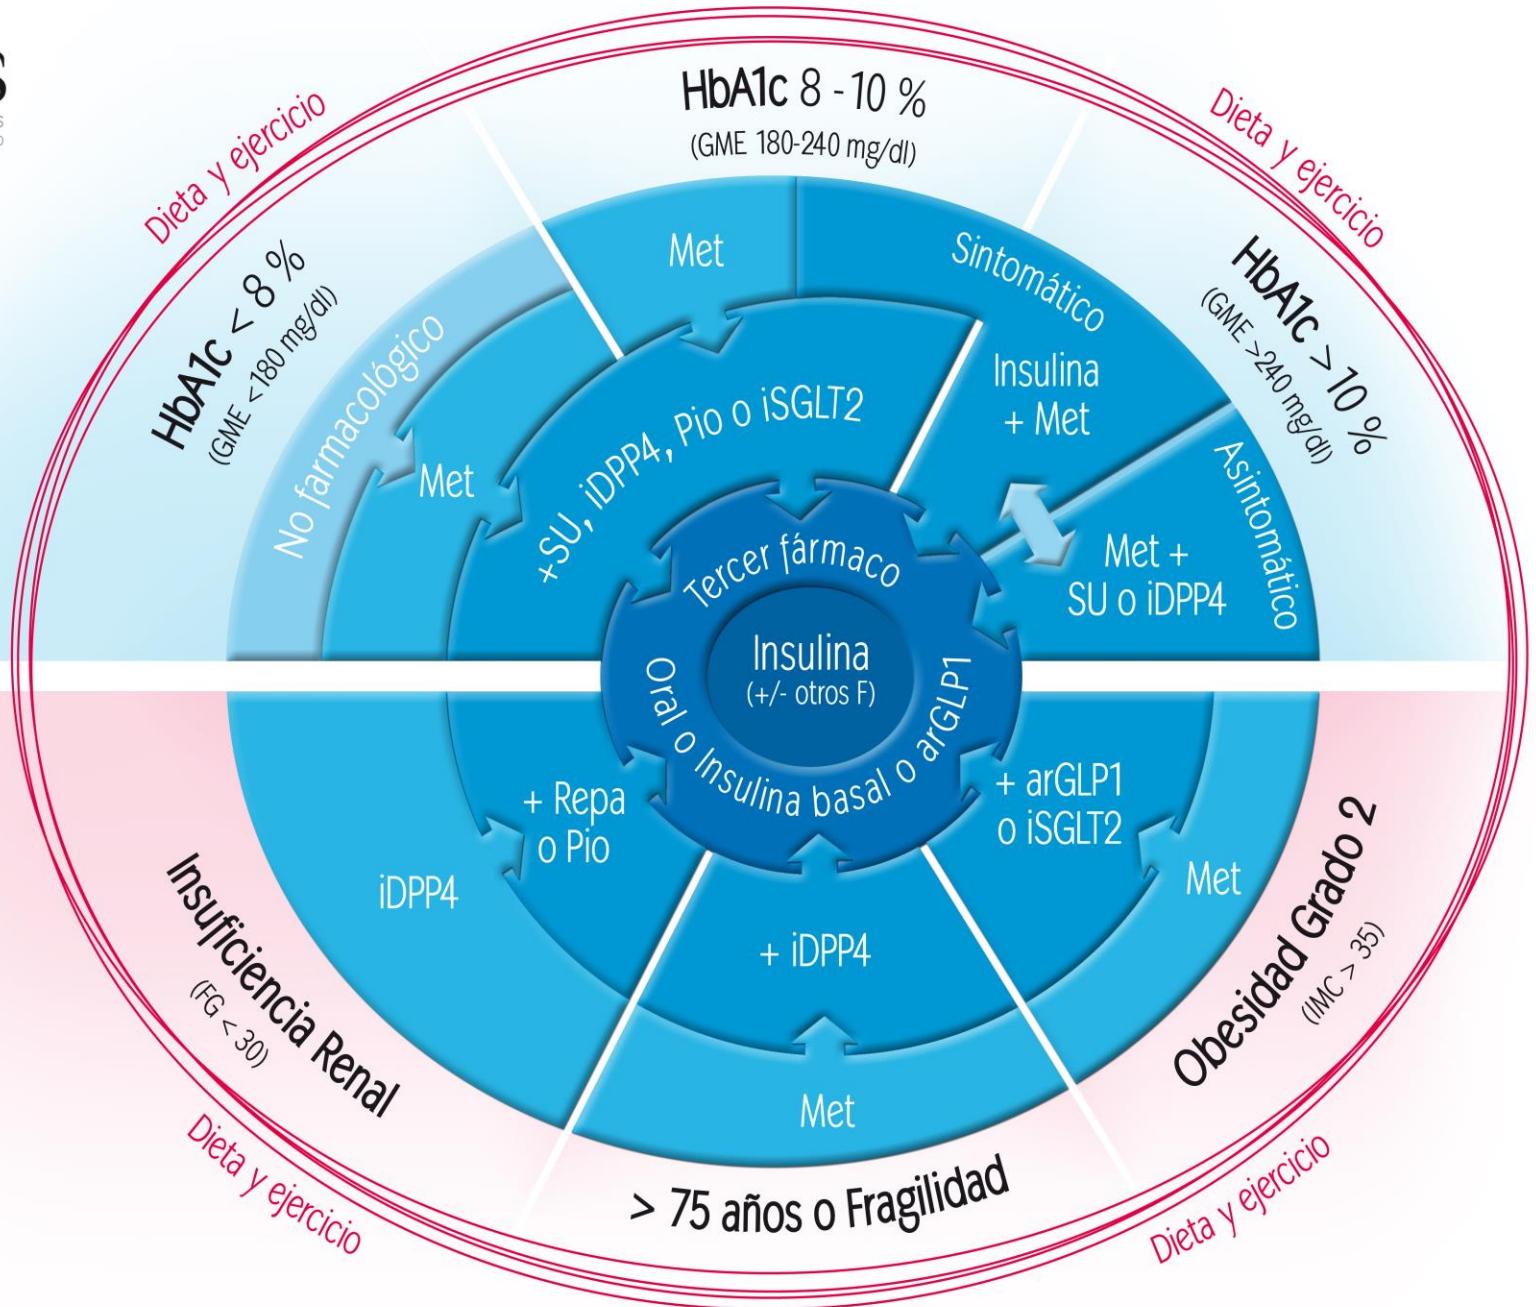 HbA1c 8 - 10 %
(GME 180-240 mg/dl)
Dieta y ejercicio
Dieta y ejercicio
HbA1c < 8 %
(GME <180 mg/dl)
HbA1c > 10 %
(GME >240 mg/dl)
No farmacológico
Met
Met
Sintomático
Insulina
+ Met
+SU, iDPP4, Pio o iSGLT2
Asintomático
Met +
SU o iDPP4
Tercer fármaco
Insulina
(+/- otros F)
Oral o Insulina basal o arGLP1
+ Repa
o Pio
iDPP4
+ arGLP1
o iSGLT2
Met
+ iDPP4
Met
Insuficiencia Renal
(FG < 30)
> 75 años o Fragilidad
Obesidad Grado 2
(IMC > 35)
Dieta y ejercicio
Dieta y ejercicio